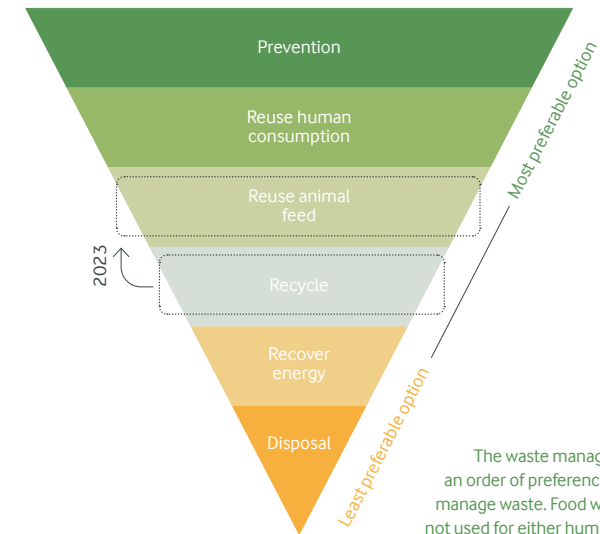 Prevention
Reuse human
consumption
Reuse animal
feed
Recycle
Recover
energy
Disposal
2023
Most preferable option
Least preferable option
The waste manag
an order of preferenc
manage waste. Food w
not used for either hum